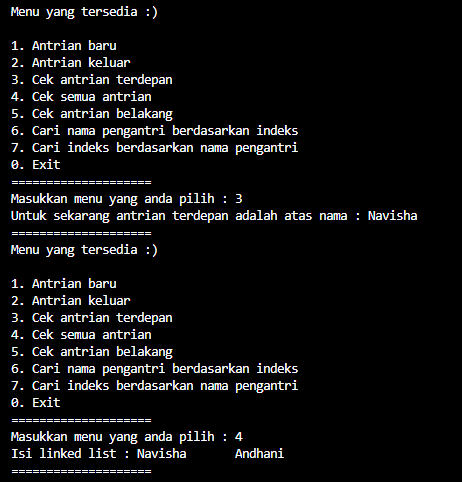 Menu yang tersedia :)
1. Antrian baru
2. Antrian keluar
3. Cek antrian terdepan
4. Cek semua antrian
5. Cek antrian belakang
6. Cari nama pengantri berdasarkan indeks
7. Cari indeks berdasarkan nama pengantri
0. Exit
====================
Masukkan menu yang anda pilih : 3
Untuk sekarang antrian terdepan adalah atas nama : Navisha
====================
Menu yang tersedia :)
1. Antrian baru
2. Antrian keluar
3. Cek antrian terdepan
4. Cek semua antrian
5. Cek antrian belakang
6. Cari nama pengantri berdasarkan indeks
7. Cari indeks berdasarkan nama pengantri
0. Exit
====================
Masukkan menu yang anda pilih : 4
Isi linked list : Navisha       Andhani
====================